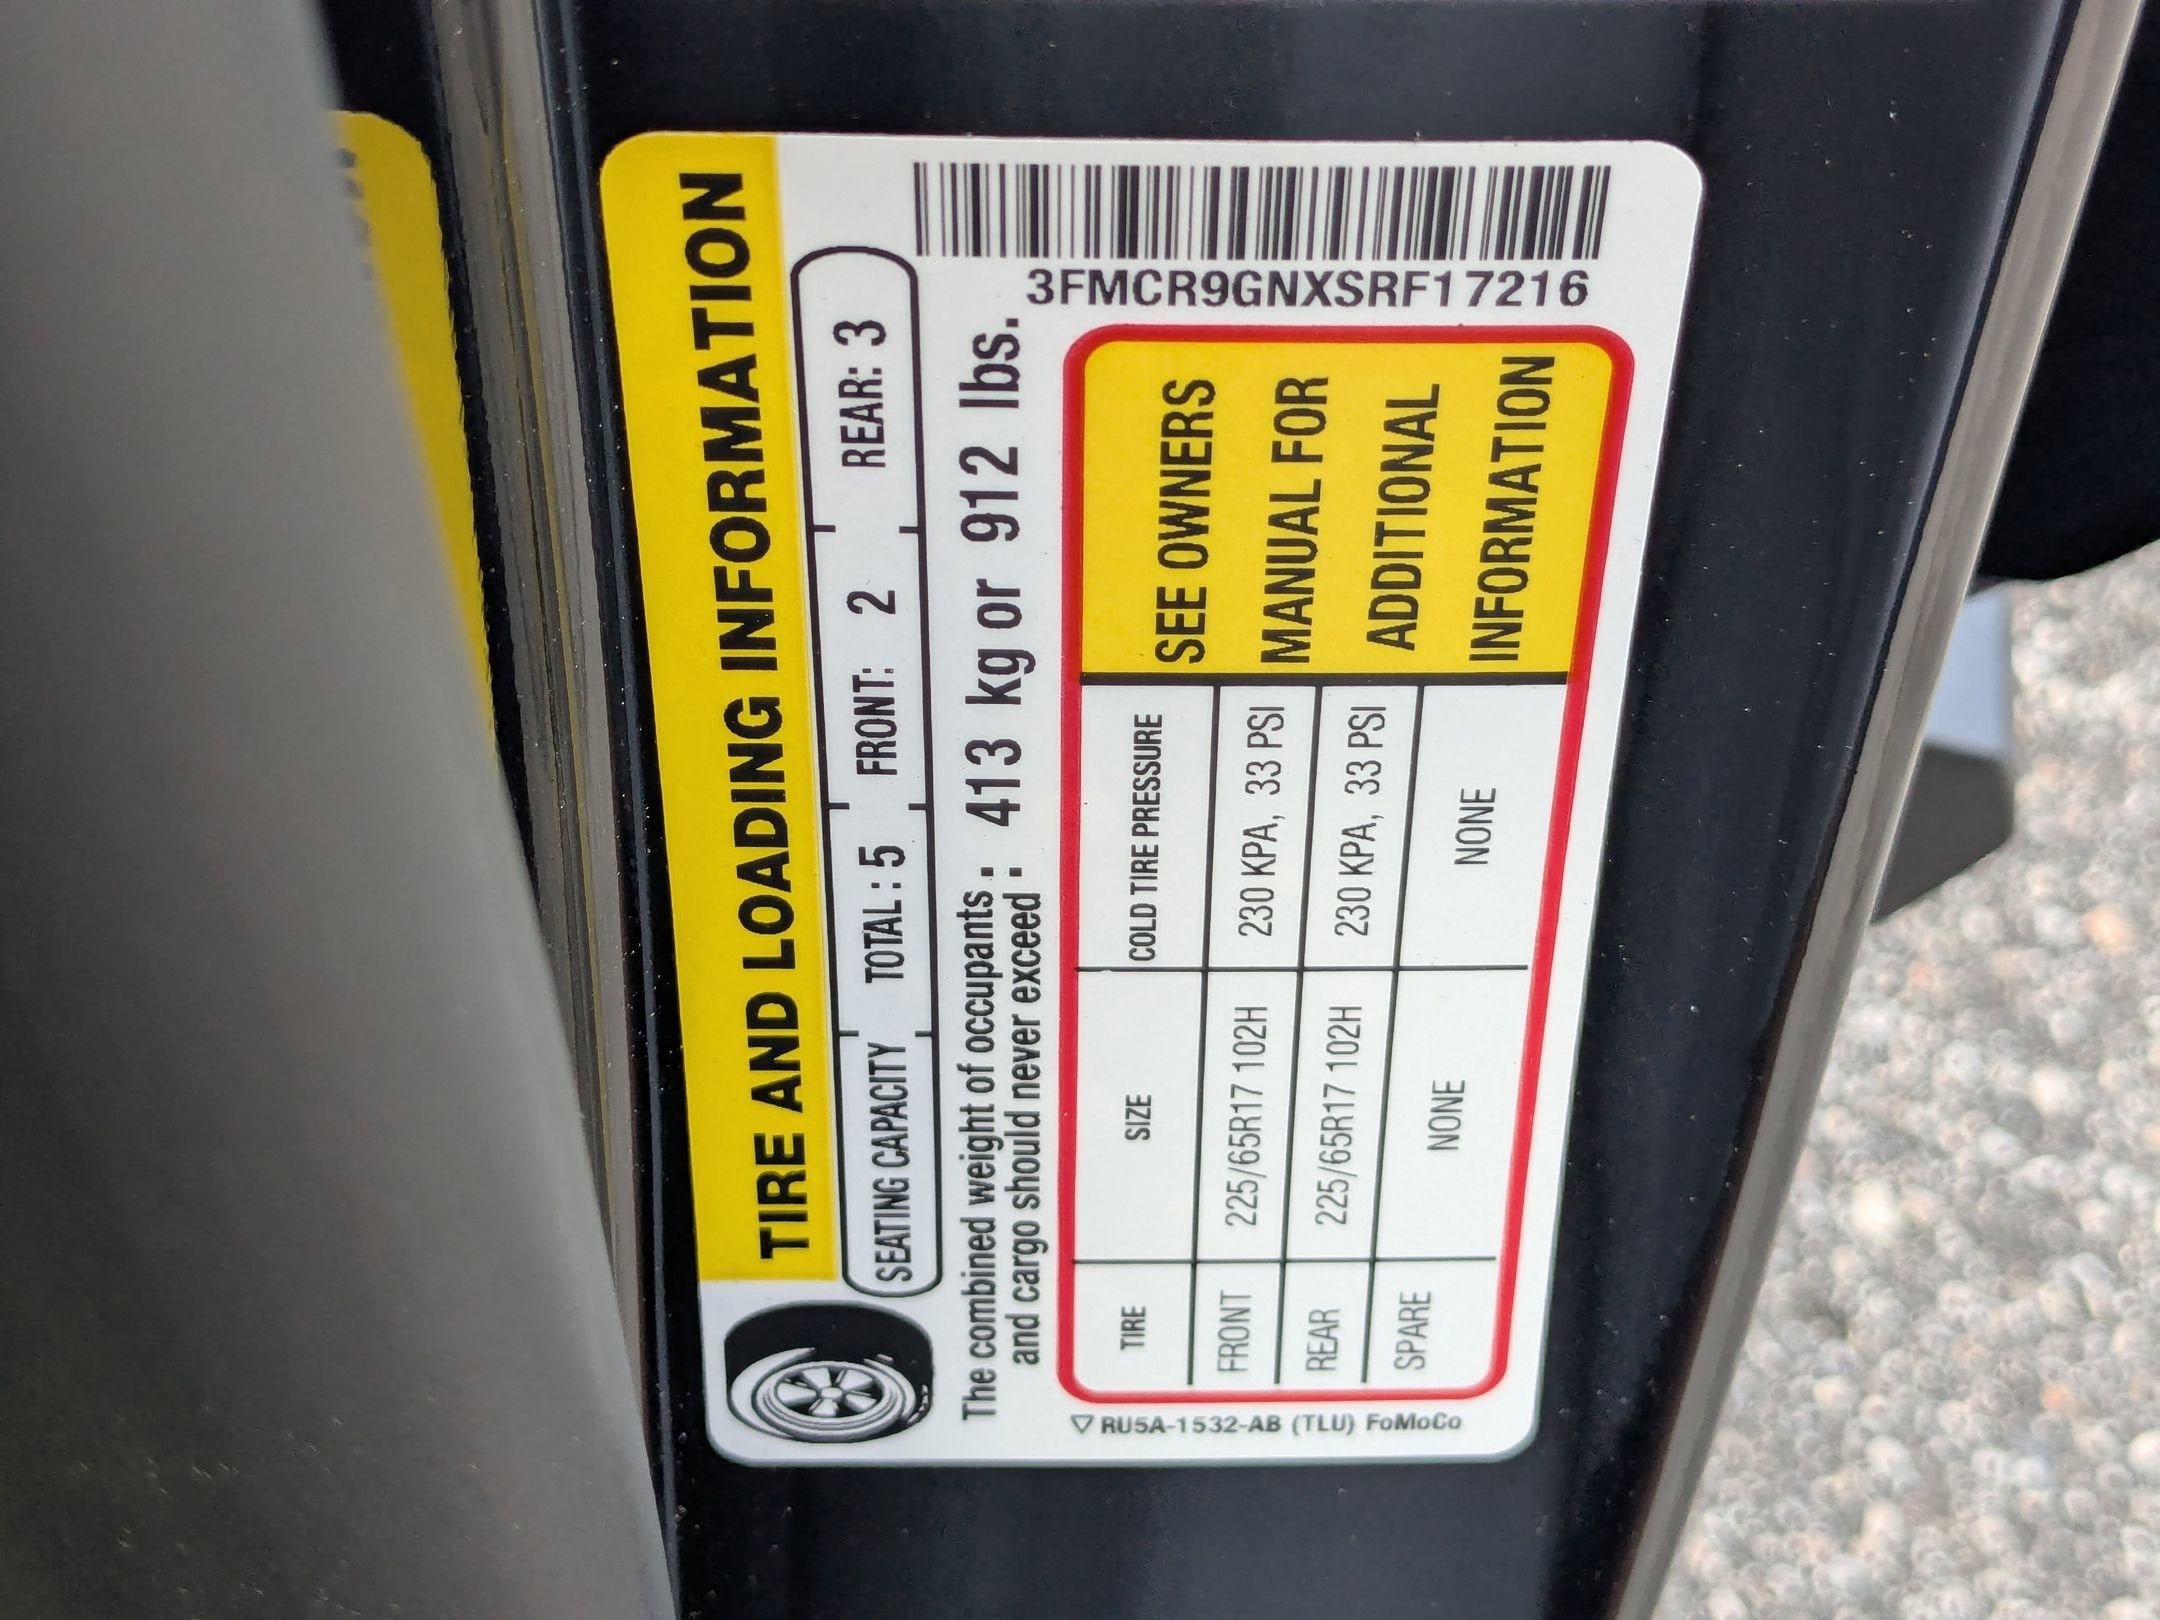 TIRE AND LOADING INFORMATION
SEATING CAPACITY TOTAL : 5 FRONT: 2 REAR: 3
The combined weight of occupants :
and cargo should never exceed : 413 kg or 912 lbs.
3FMCR9GNXSRF17216
TIRE SIZE COLD TIRE PRESSURE
FRONT 225/65R17 102H 230 KPA, 33 PSI
REAR 225/65R17 102H 230 KPA, 33 PSI
SPARE NONE NONE
SEE OWNERS
MANUAL FOR
ADDITIONAL
INFORMATION
RU5A-1532-AB (TLU) FoMoCo